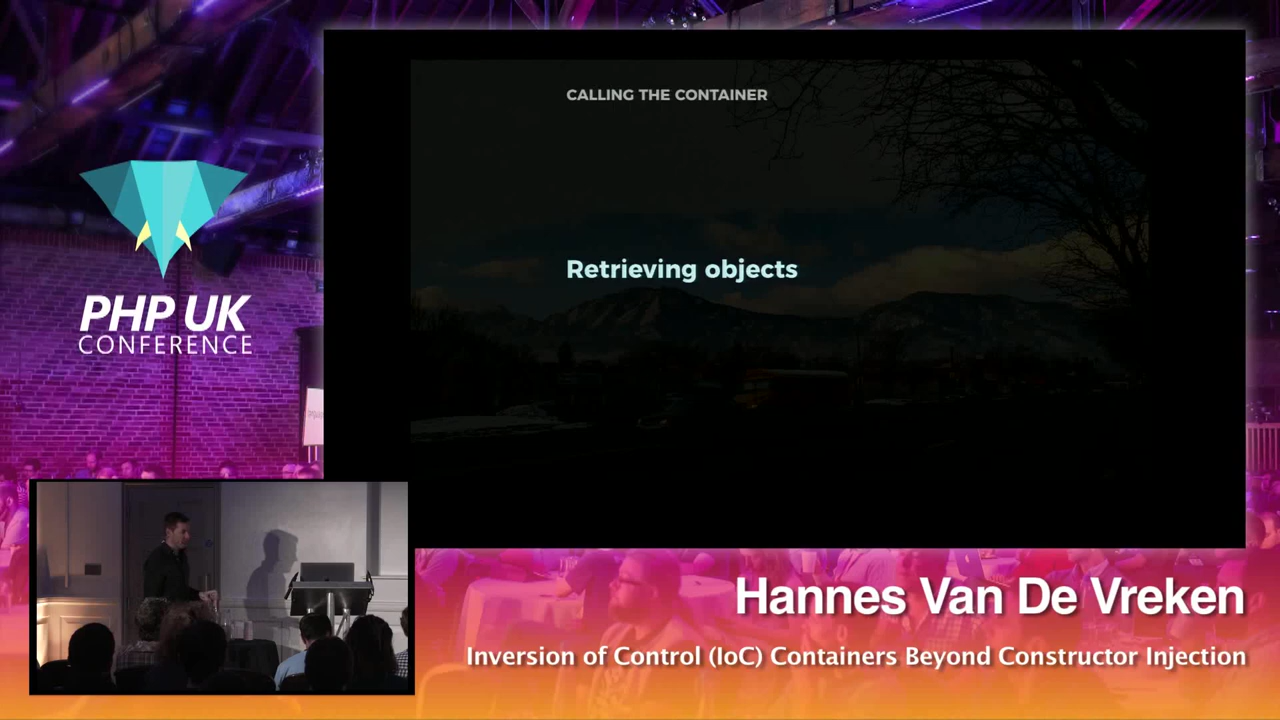 CALLING THE CONTAINER
Retrieving objects
PHP UK
CONFERENCE
Hannes Van De Vreken
Inversion of Control (IoC) Containers Beyond Constructor Injection